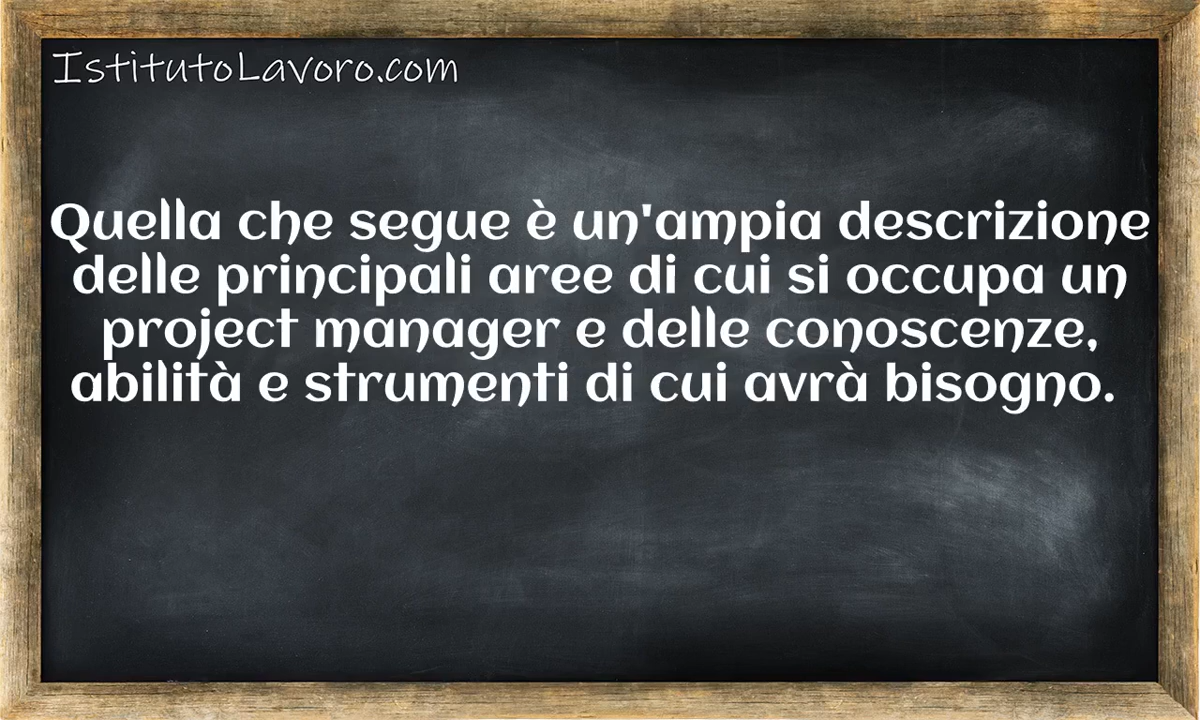 IstitutoLavoro.com
Quella che segue è un'ampia descrizione
delle principali aree di cui si occupa un
project manager e delle conoscenze,
abilità e strumenti di cui avrà bisogno.